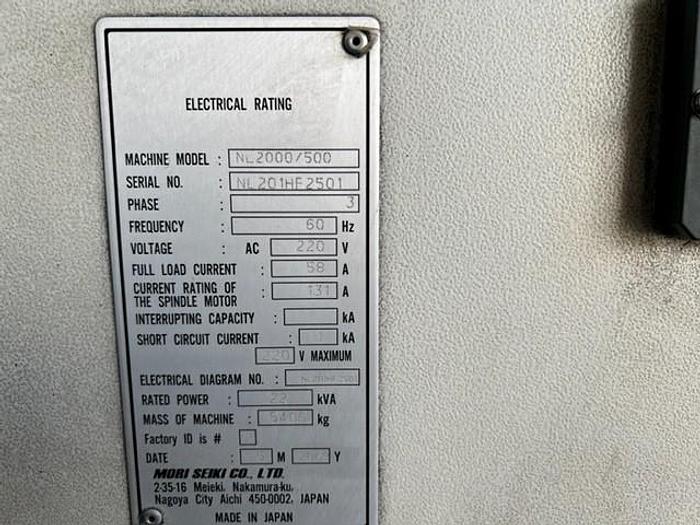 ELECTRICAL RATING
MACHINE MODEL : NL2000/500
SERIAL NO. : NL201HF2501
PHASE : 3
FREQUENCY : 60 Hz
VOLTAGE : AC 220 V
FULL LOAD CURRENT : 58 A
CURRENT RATING OF THE SPINDLE MOTOR : 131 A
INTERRUPTING CAPACITY : kA
SHORT CIRCUIT CURRENT : kA
220 V MAXIMUM
ELECTRICAL DIAGRAM NO. :
RATED POWER : 22 kVA
MASS OF MACHINE : kg
Factory ID is #
DATE : M Y
MORI SEIKI CO., LTD.
2-35-16 Meieki, Nakamura-ku,
Nagoya City Aichi 450-0002, JAPAN
MADE IN JAPAN